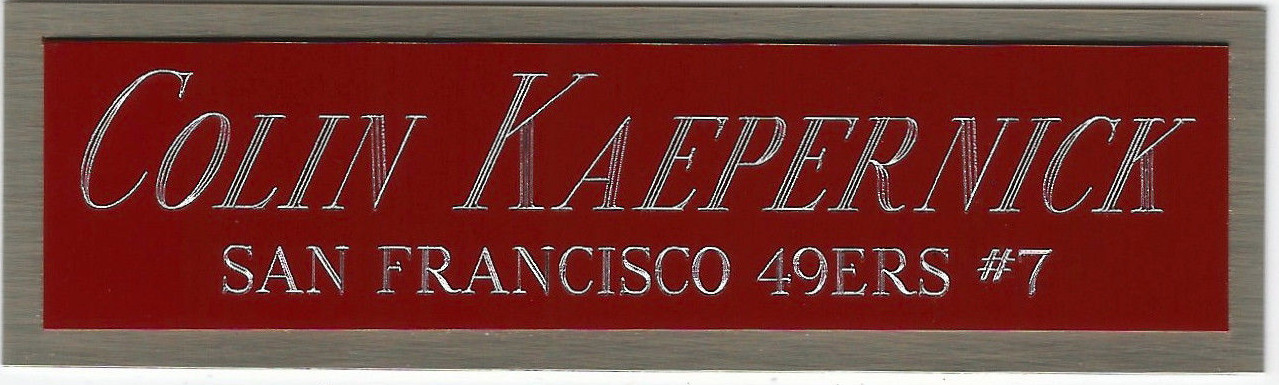 COLIN KAEPERNICK
SAN FRANCISCO 49ERS #7